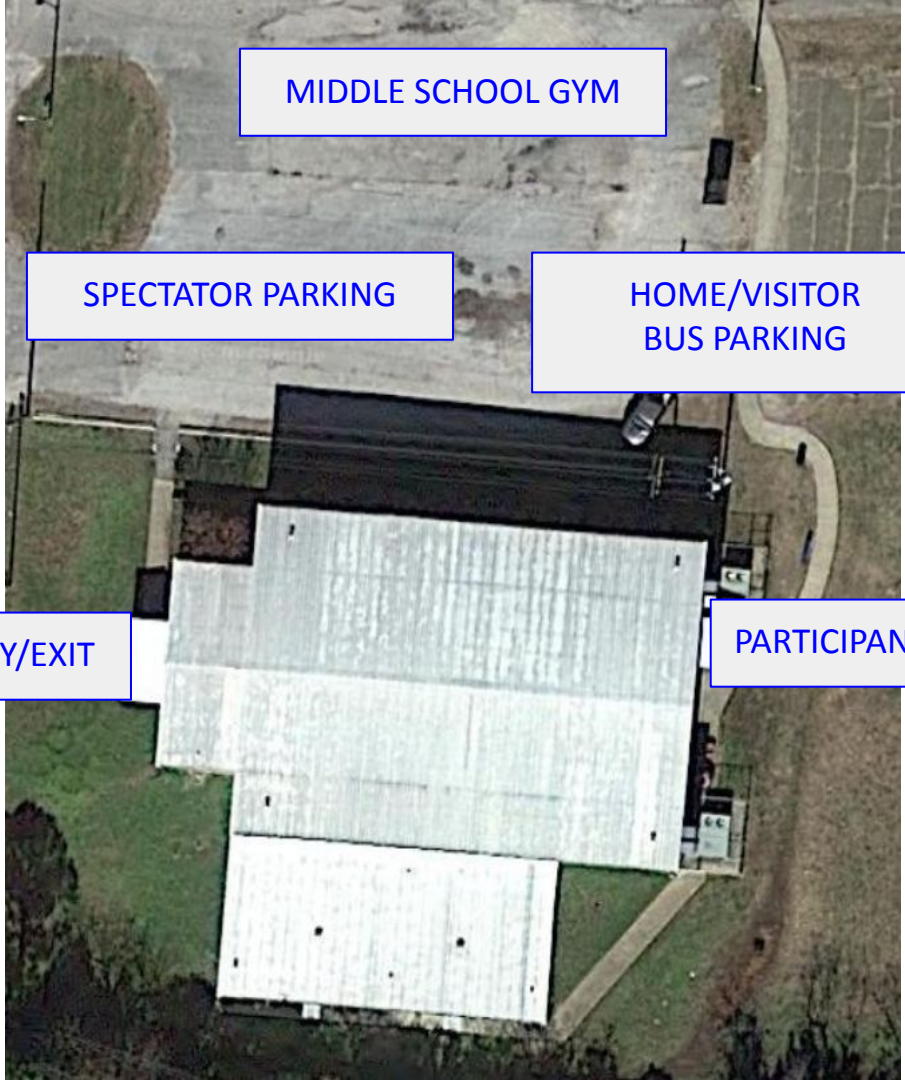 MIDDLE SCHOOL GYM
SPECTATOR PARKING
HOME/VISITOR
BUS PARKING
Y/EXIT
PARTICIPAN